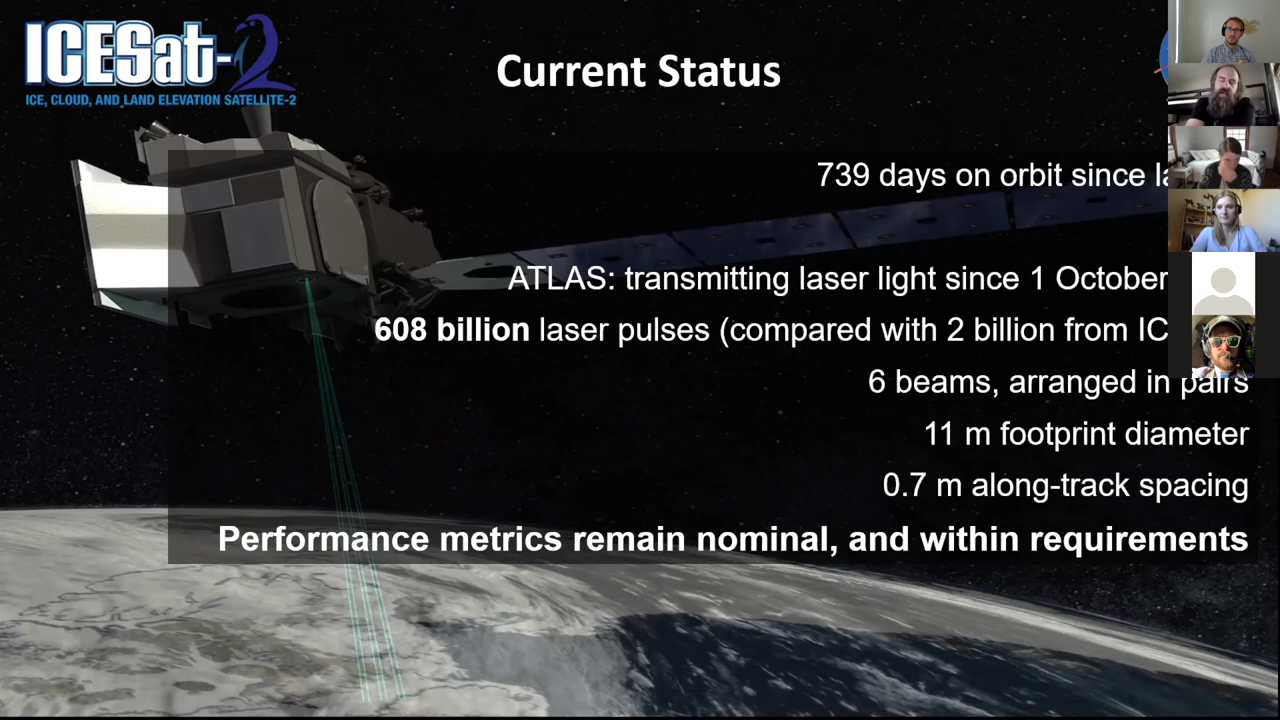 ICESat-2
ICE, CLOUD, AND LAND ELEVATION SATELLITE-2
Current Status
739 days on orbit since
ATLAS: transmitting laser light since 1 October
608 billion laser pulses (compared with 2 billion from
6 beams, arranged in pairs
11 m footprint diameter
0.7 m along-track spacing
Performance metrics remain nominal, and within requirements